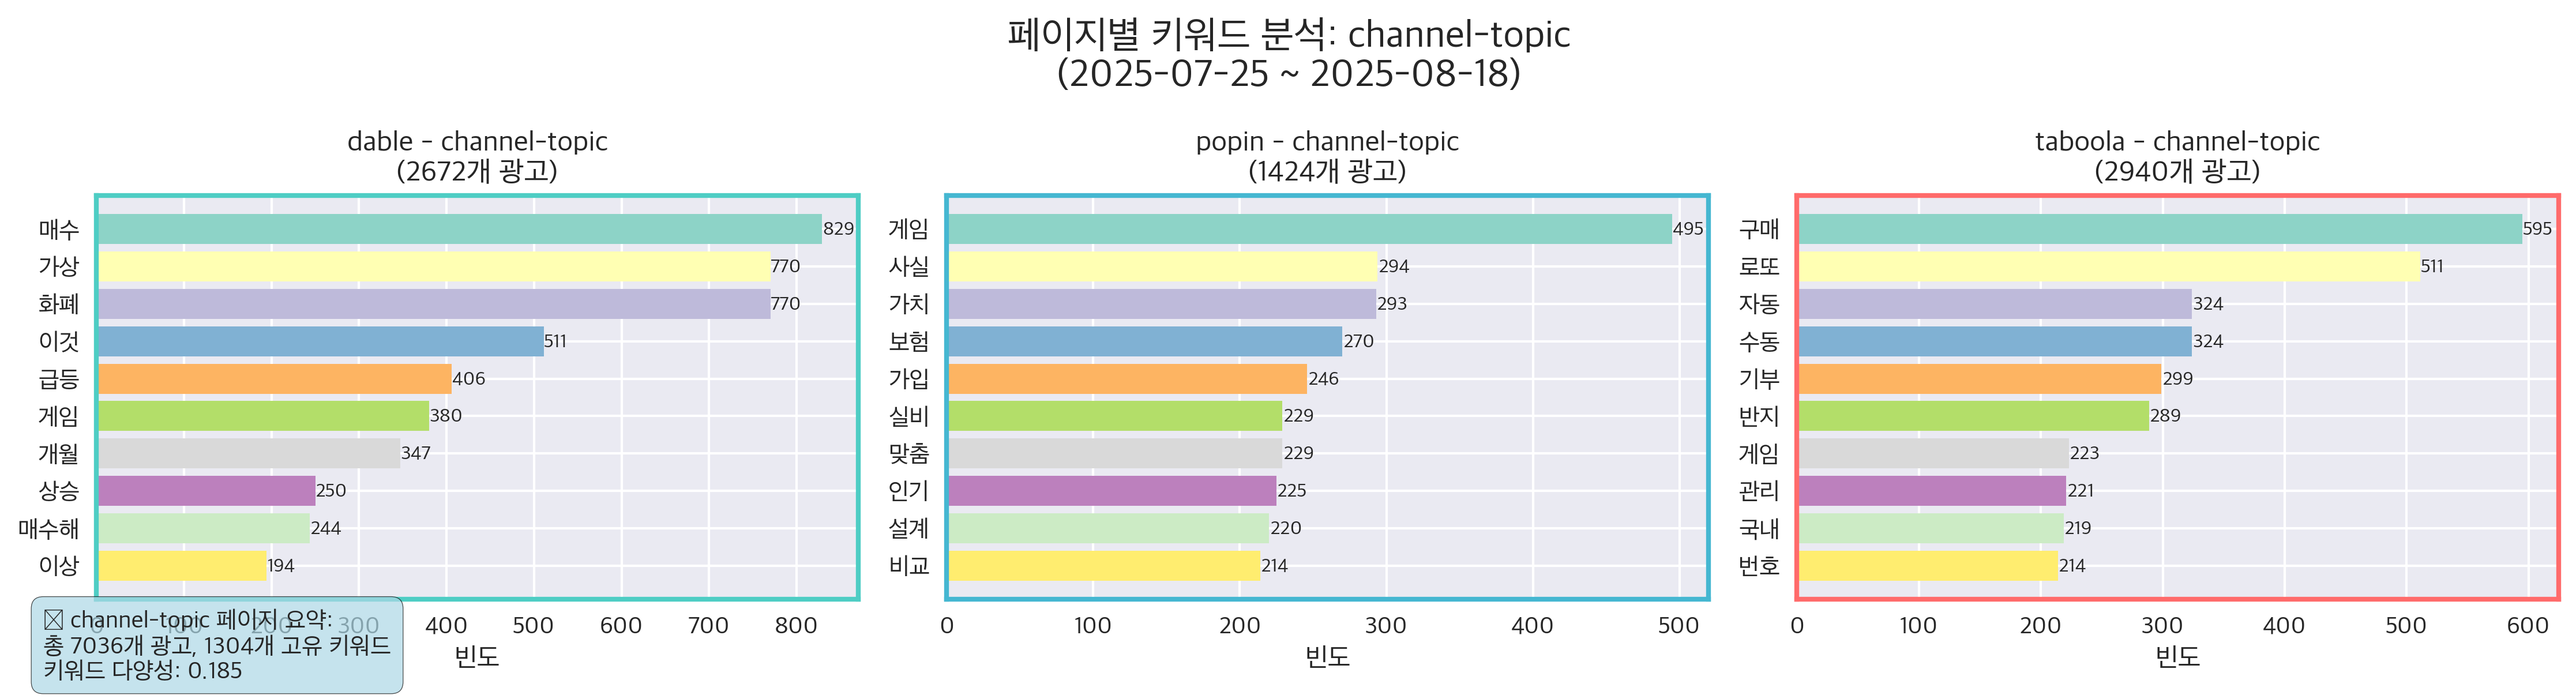 페이지별 키워드 분석: channel-topic
(2025-07-25 ~ 2025-08-18)
dable - channel-topic
(2672개 광고)
매수 829
가상 770
화폐 770
이것 511
급등 406
게임 380
개월 347
상승 250
매수해 244
이상 194
0 100 200 300 400 500 600 700 800
빈도
popin - channel-topic
(1424개 광고)
게임 495
사실 294
가치 293
보험 270
가입 246
실비 229
맞춤 229
인기 225
설계 220
비교 214
0 100 200 300 400 500
빈도
taboola - channel-topic
(2940개 광고)
구매 595
로또 511
자동 324
수동 324
기부 299
반지 289
게임 223
관리 221
국내 219
번호 214
0 100 200 300 400 500 600
빈도
channel-topic 페이지 요약:
총 7036개 광고, 1304개 고유 키워드
키워드 다양성: 0.185